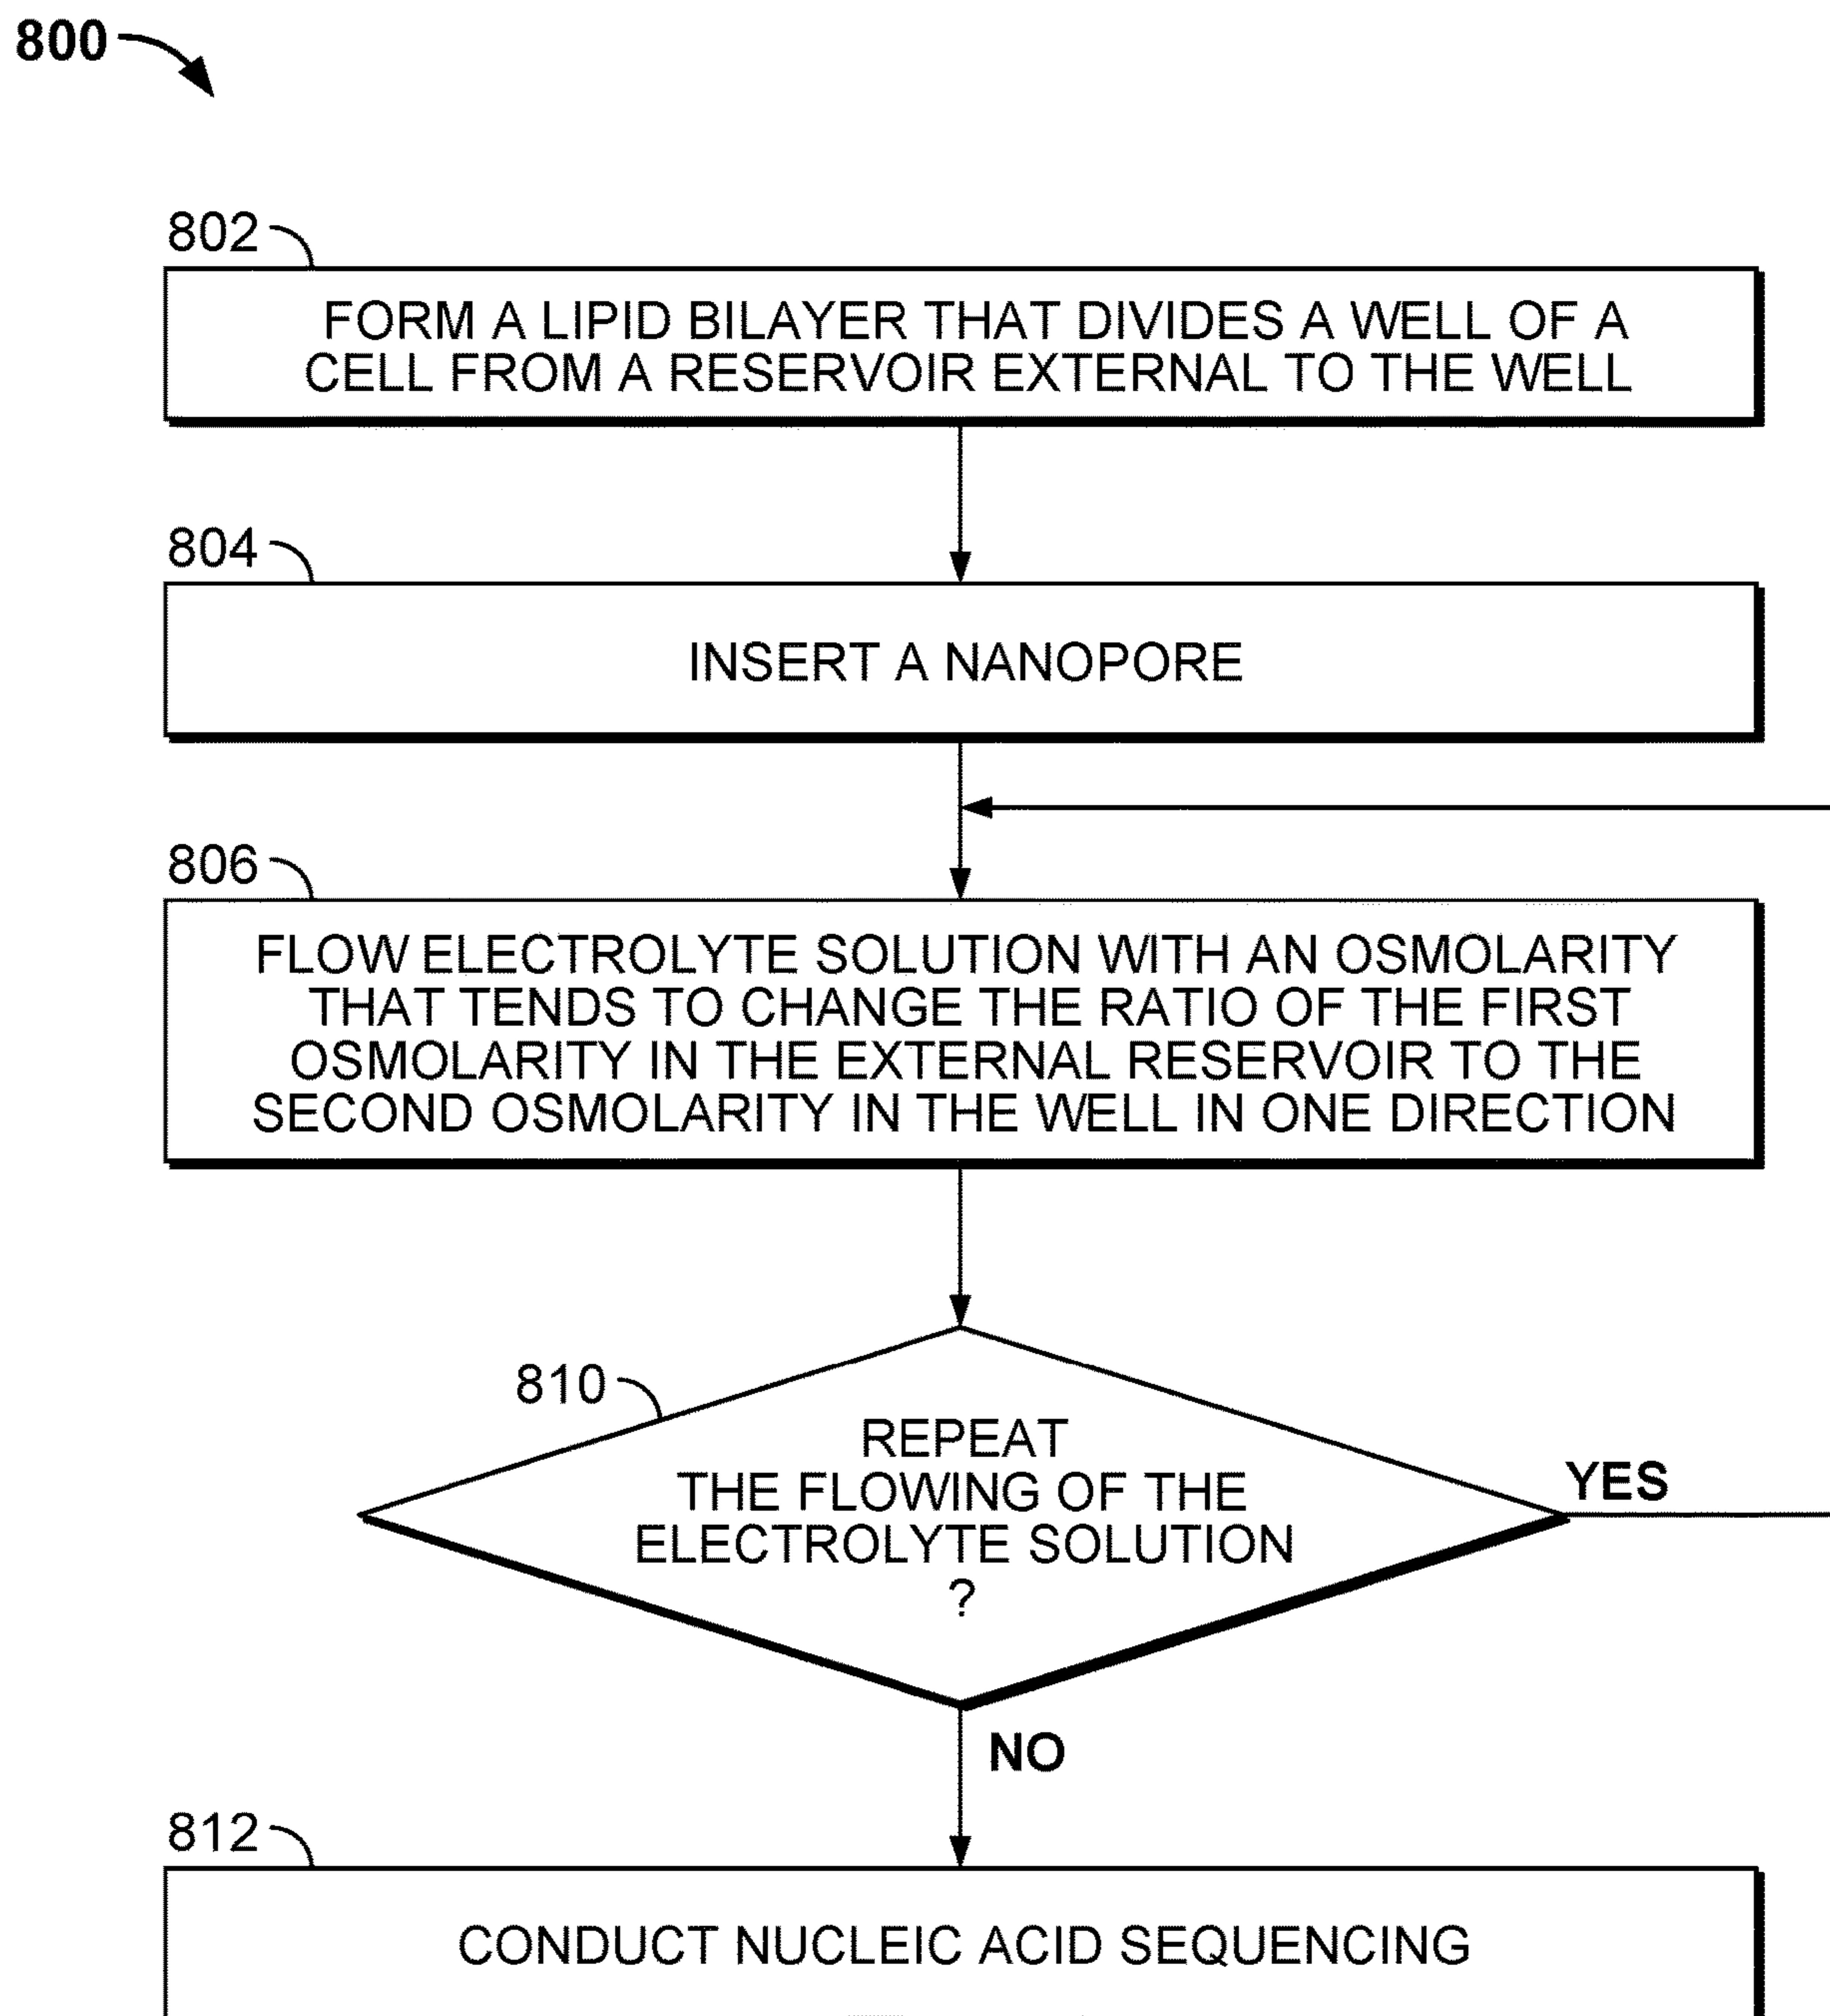 800
802
FORM A LIPID BILAYER THAT DIVIDES A WELL OF A
CELL FROM A RESERVOIR EXTERNAL TO THE WELL
804
INSERT A NANOPORE
806
FLOW ELECTROLYTE SOLUTION WITH AN OSMOLARITY
THAT TENDS TO CHANGE THE RATIO OF THE FIRST
OSMOLARITY IN THE EXTERNAL RESERVOIR TO THE
SECOND OSMOLARITY IN THE WELL IN ONE DIRECTION
810
REPEAT
THE FLOWING OF THE
ELECTROLYTE SOLUTION
?
YES
NO
812
CONDUCT NUCLEIC ACID SEQUENCING